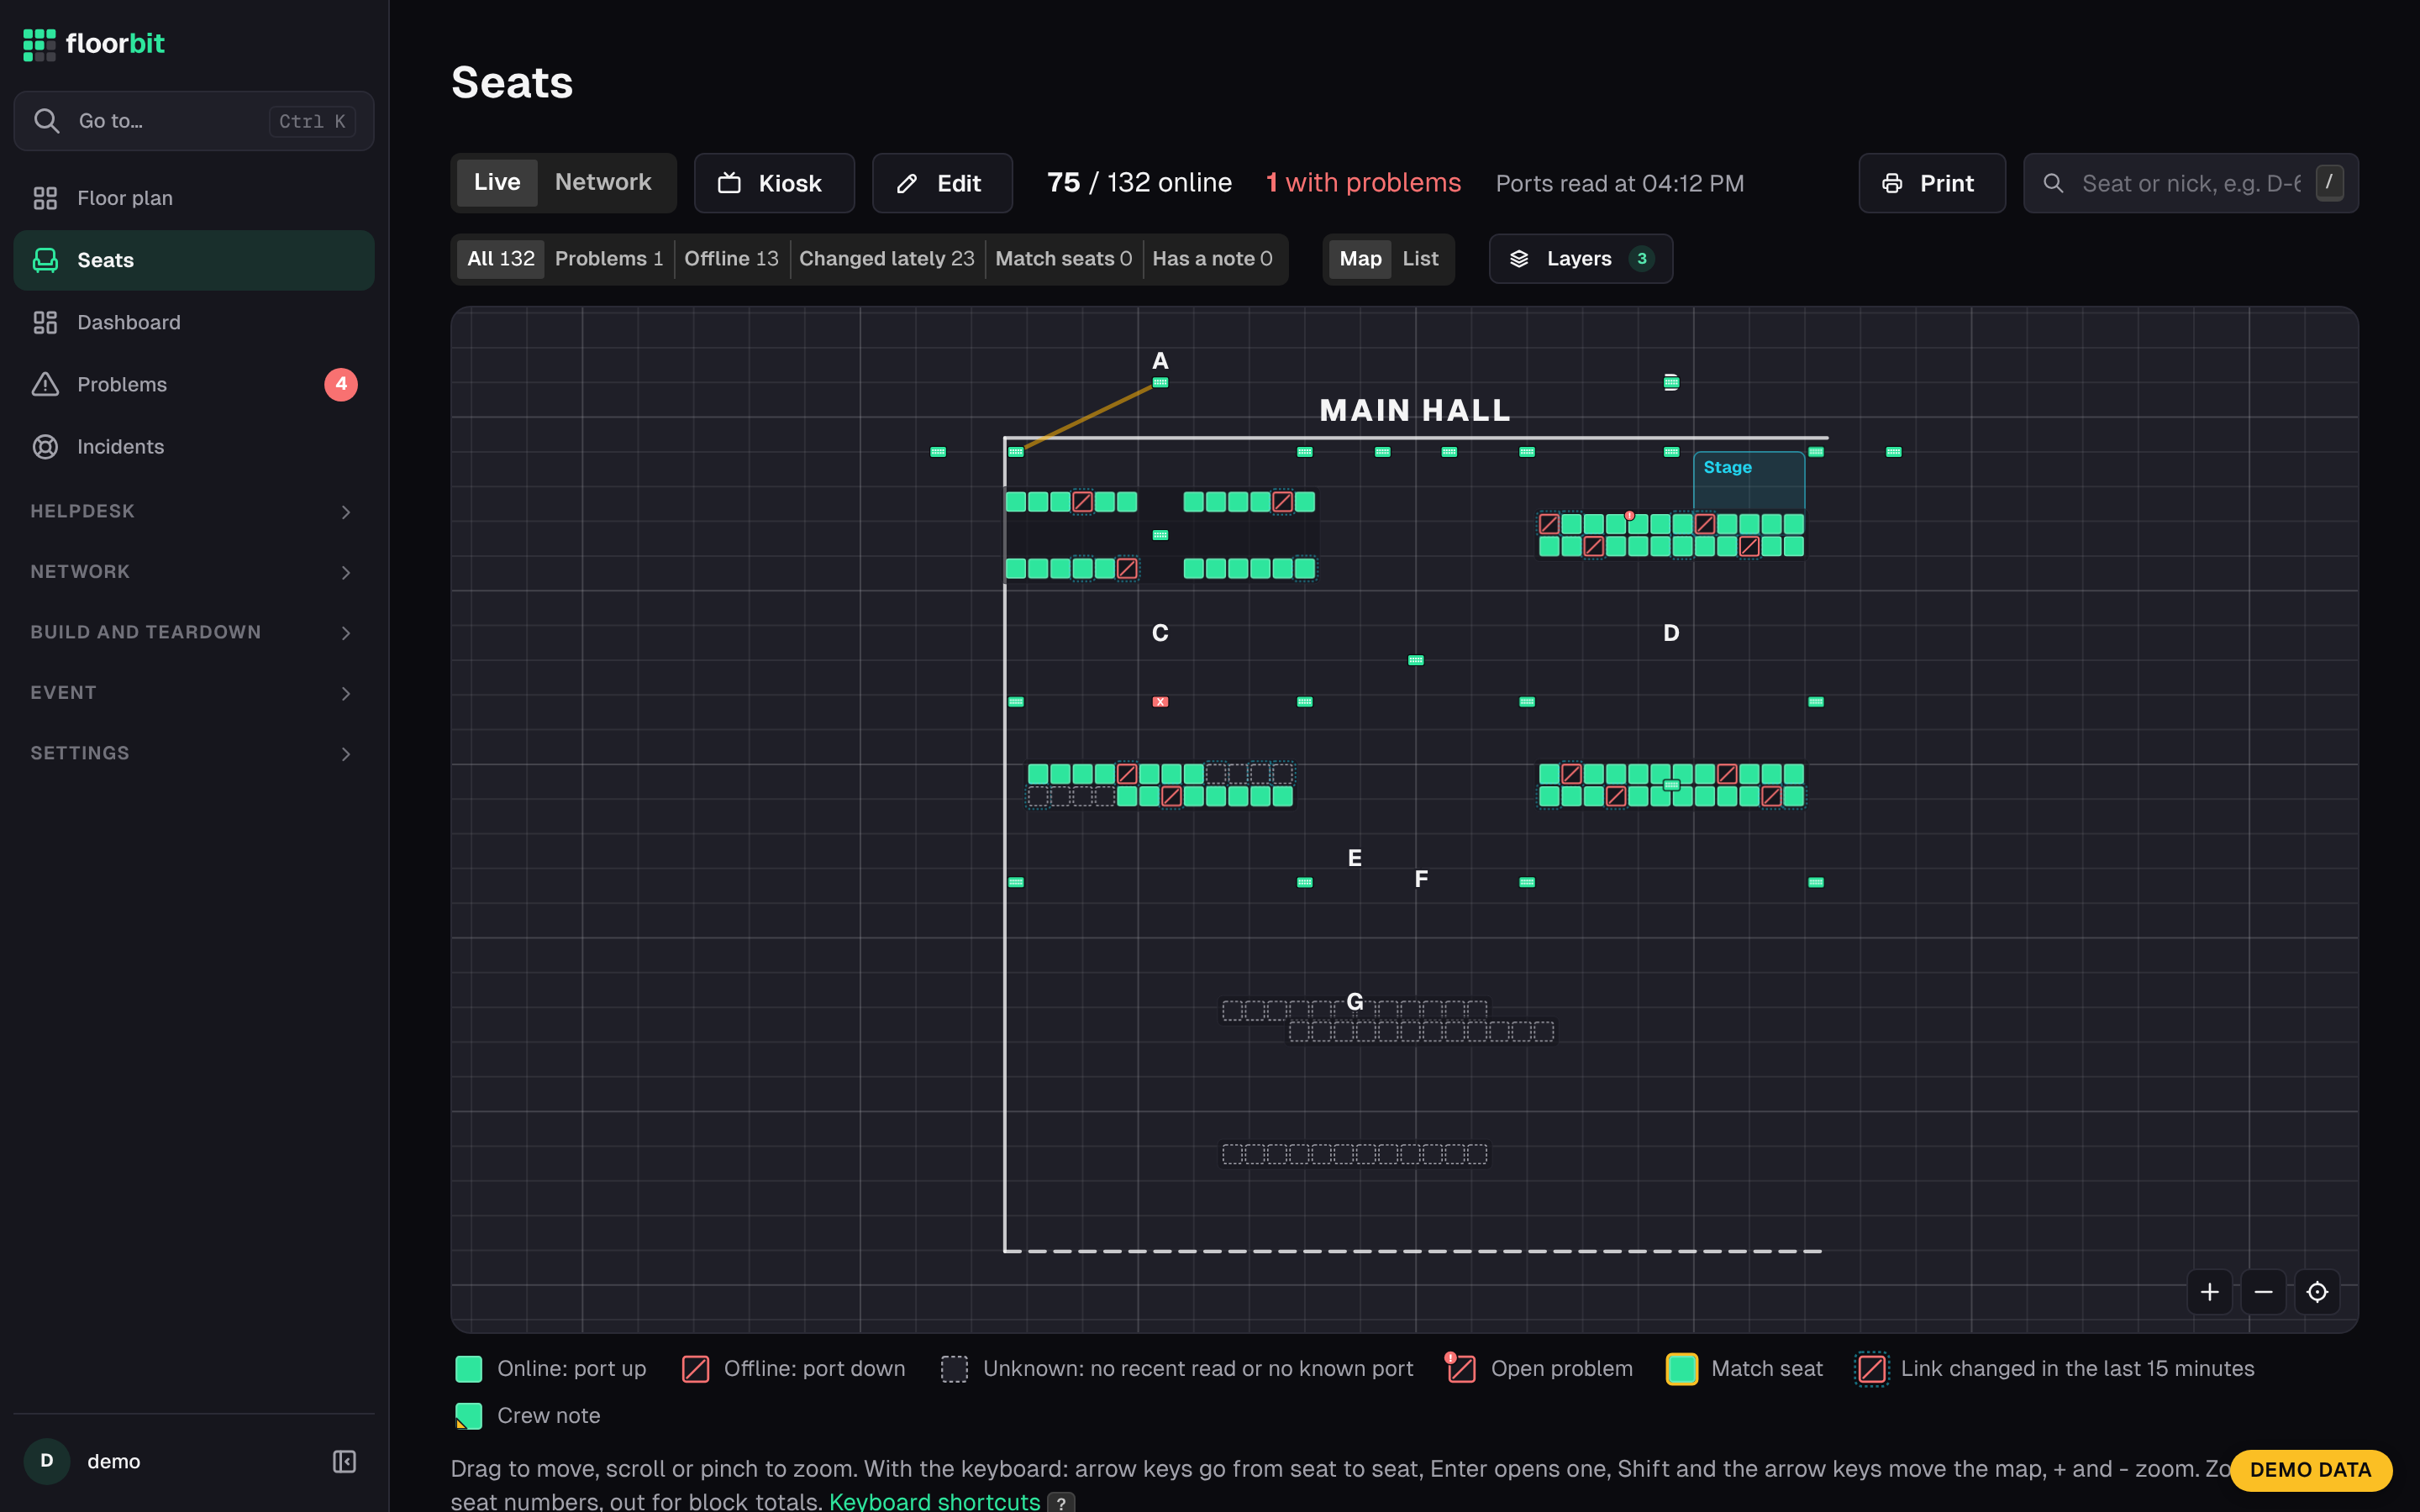 floorbit
Go to…
Ctrl K
Floor plan
Seats
Dashboard
Problems
4
Incidents
HELPDESK
NETWORK
BUILD AND TEARDOWN
EVENT
SETTINGS
D
demo
Seats
Live
Network
Kiosk
Edit
75 / 132 online
1 with problems
Ports read at 04:12 PM
Print
Seat or nick, e.g. D-
/
All 132
Problems 1
Offline 13
Changed lately 23
Match seats 0
Has a note 0
Map
List
Layers
3
A
MAIN HALL
Stage
C
D
E
F
G
Online: port up
Offline: port down
Unknown: no recent read or no known port
Open problem
Match seat
Link changed in the last 15 minutes
Crew note
Drag to move, scroll or pinch to zoom. With the keyboard: arrow keys go from seat to seat, Enter opens one, Shift and the arrow keys move the map, + and - zoom. Zo
DEMO DATA
seat numbers, out for block totals. Keyboard shortcuts ?